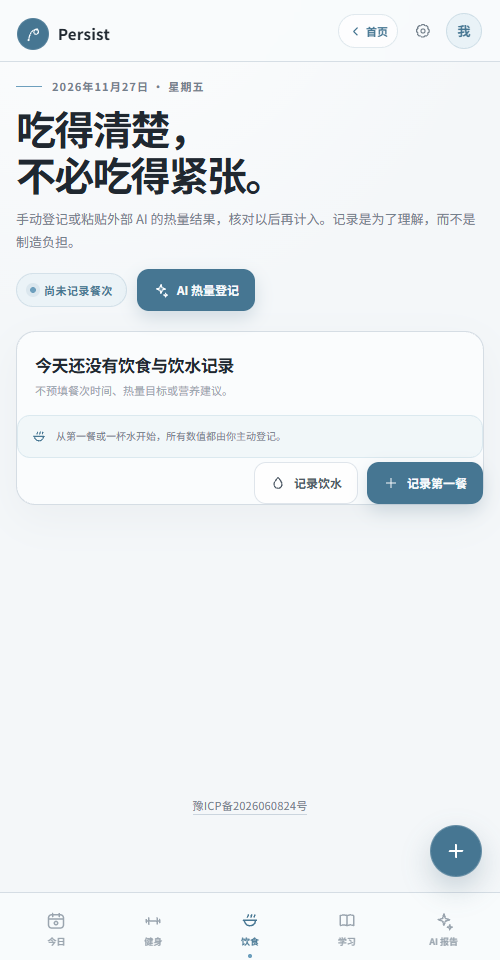 Persist
首页
我
2026年11月27日 · 星期五
吃得清楚，
不必吃得紧张。
手动登记或粘贴外部 AI 的热量结果，核对以后再计入。记录是为了理解，而不是
制造负担。
尚未记录餐次
AI 热量登记
今天还没有饮食与饮水记录
不预填餐次时间、热量目标或营养建议。
从第一餐或一杯水开始，所有数值都由你主动登记。
记录饮水
记录第一餐
豫ICP备2026060824号
今日
健身
饮食
学习
AI 报告